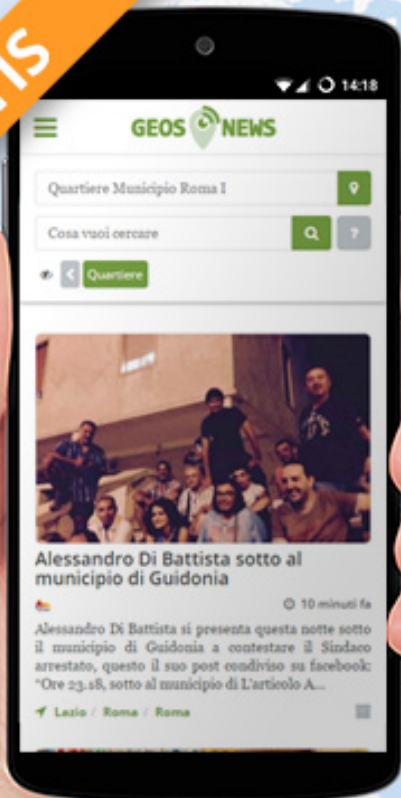 TIS
14:18
GEOS NEWS
Quartiere Municipio Roma I
Cosa vuoi cercare
?
Quartiere
Alessandro Di Battista sotto al
municipio di Guidonia
10 minuti fa
Alessandro Di Battista si presenta questa notte sotto
il municipio di Guidonia a contestare il Sindaco
arrestato, questo il suo post condiviso su facebook:
"Ore 23.18, sotto al municipio di L'articolo A...
Lazio / Roma / Roma